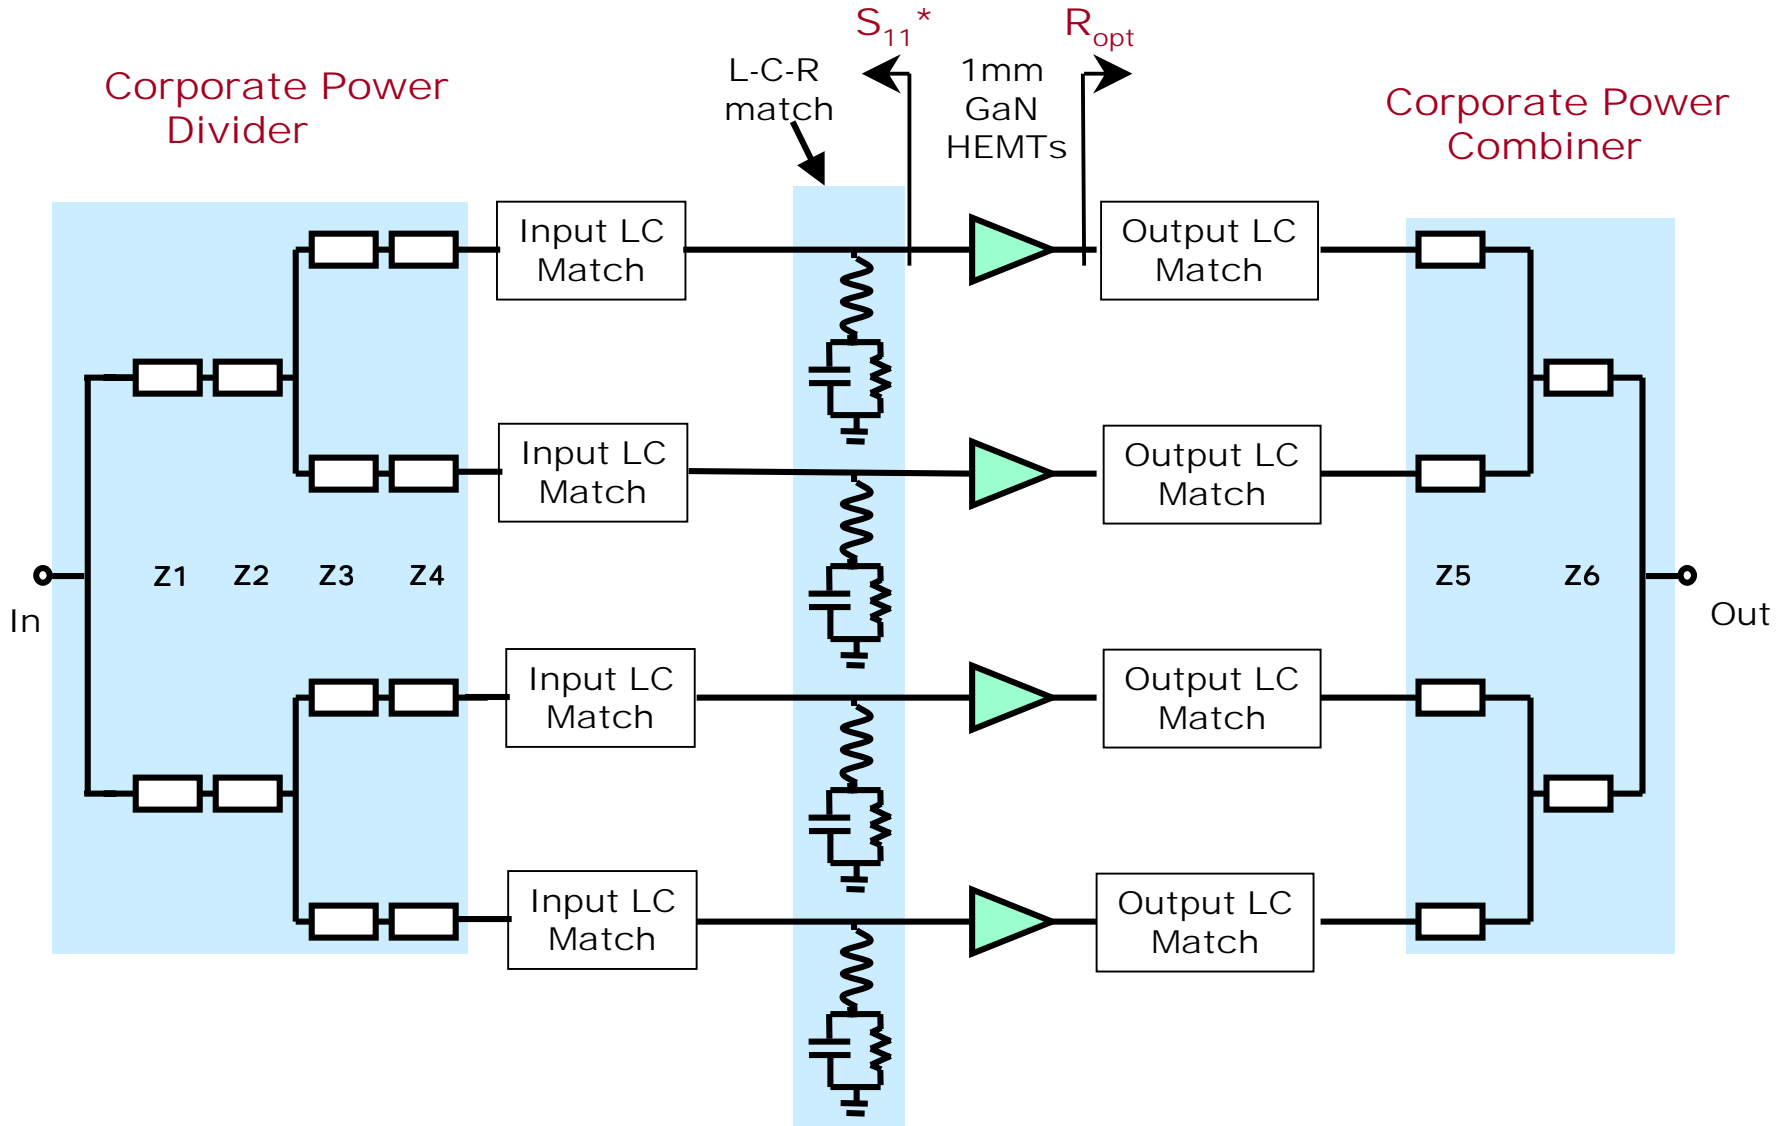 Corporate Power
Divider
L-C-R
match
S11*
1mm
GaN
HEMTs
Ropt
Corporate Power
Combiner
Input LC
Match
Output LC
Match
Input LC
Match
Output LC
Match
In
Z1 Z2 Z3 Z4
Z5 Z6
Out
Input LC
Match
Output LC
Match
Input LC
Match
Output LC
Match